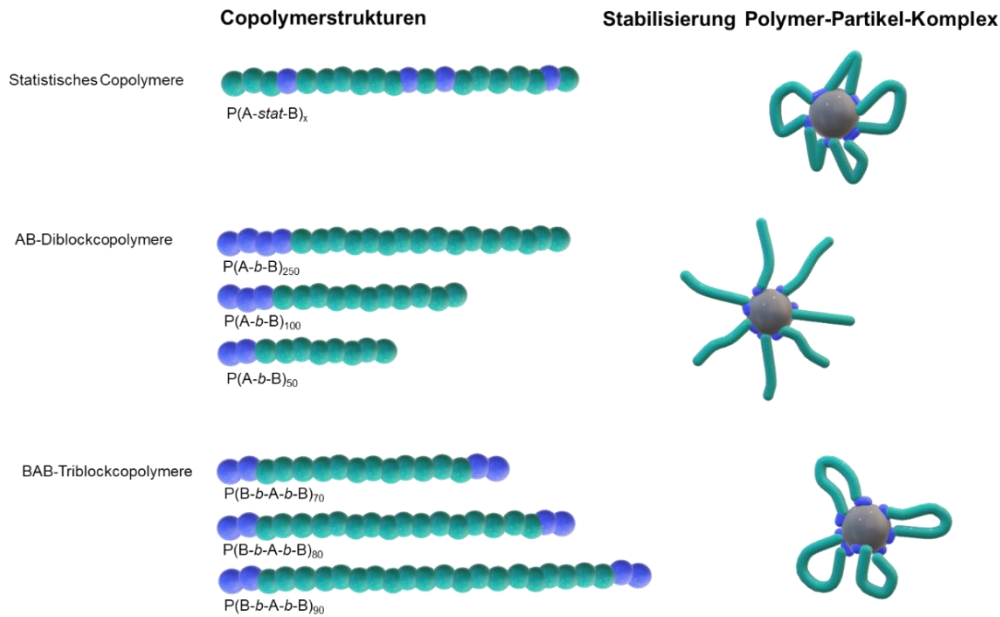 Copolymerstrukturen
Stabilisierung Polymer-Partikel-Komplex
Statistisches Copolymere
P(A-stat-B)x
AB-Diblockcopolymere
P(A-b-B)250
P(A-b-B)100
P(A-b-B)50
BAB-Triblockcopolymere
P(B-b-A-b-B)70
P(B-b-A-b-B)80
P(B-b-A-b-B)90